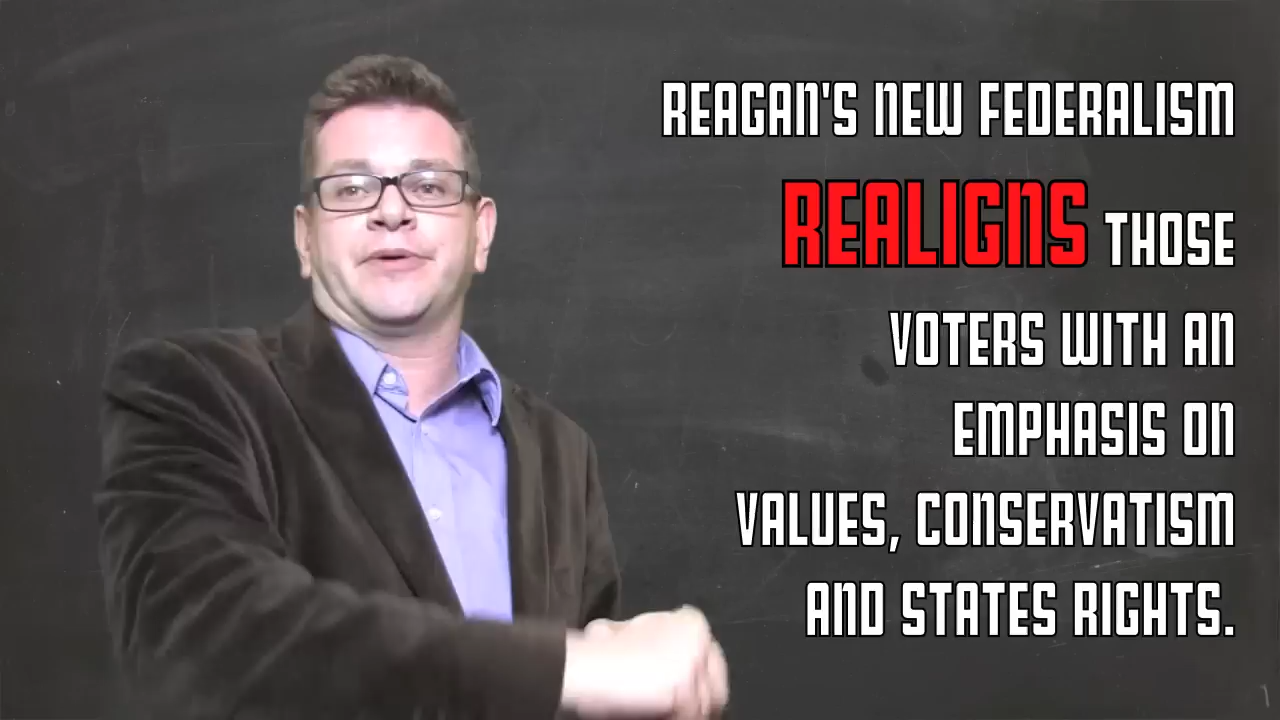 REAGAN'S NEW FEDERALISM
REALIGNS THOSE
VOTERS WITH AN
EMPHASIS ON
VALUES, CONSERVATISM
AND STATES RIGHTS.